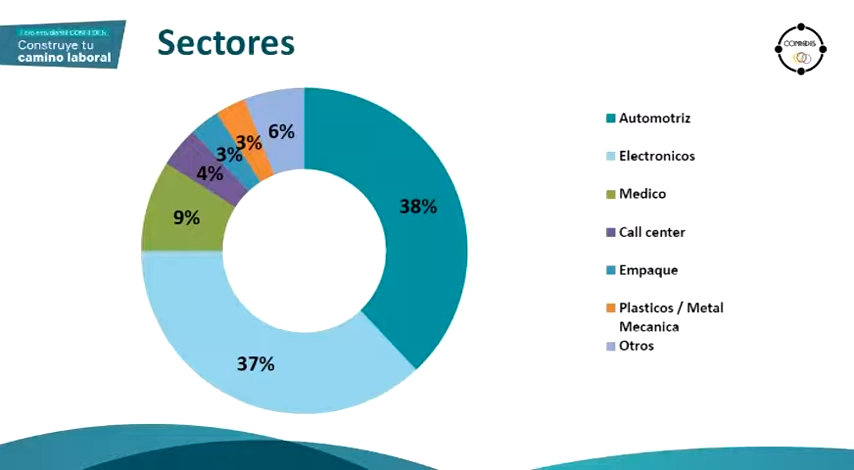 Construye tu
camino laboral
Sectores
38%
37%
9%
4%
3%
3%
6%
Automotriz
Electronicos
Medico
Call center
Empaque
Plasticos / Metal
Mecanica
Otros